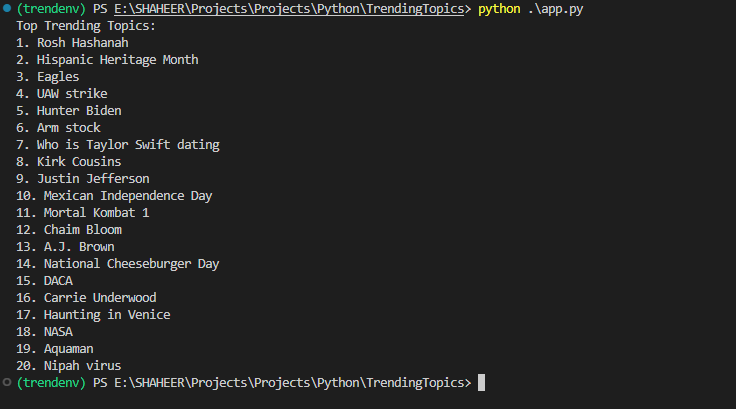 (trendenv) PS E:\SHAHEER\Projects\Projects\Python\TrendingTopics> python .\app.py
Top Trending Topics:
1. Rosh Hashanah
2. Hispanic Heritage Month
3. Eagles
4. UAW strike
5. Hunter Biden
6. Arm stock
7. Who is Taylor Swift dating
8. Kirk Cousins
9. Justin Jefferson
10. Mexican Independence Day
11. Mortal Kombat 1
12. Chaim Bloom
13. A.J. Brown
14. National Cheeseburger Day
15. DACA
16. Carrie Underwood
17. Haunting in Venice
18. NASA
19. Aquaman
20. Nipah virus
(trendenv) PS E:\SHAHEER\Projects\Projects\Python\TrendingTopics>